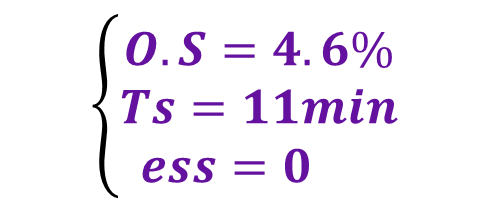 O.S = 4.6%
Ts = 11min
ess = 0